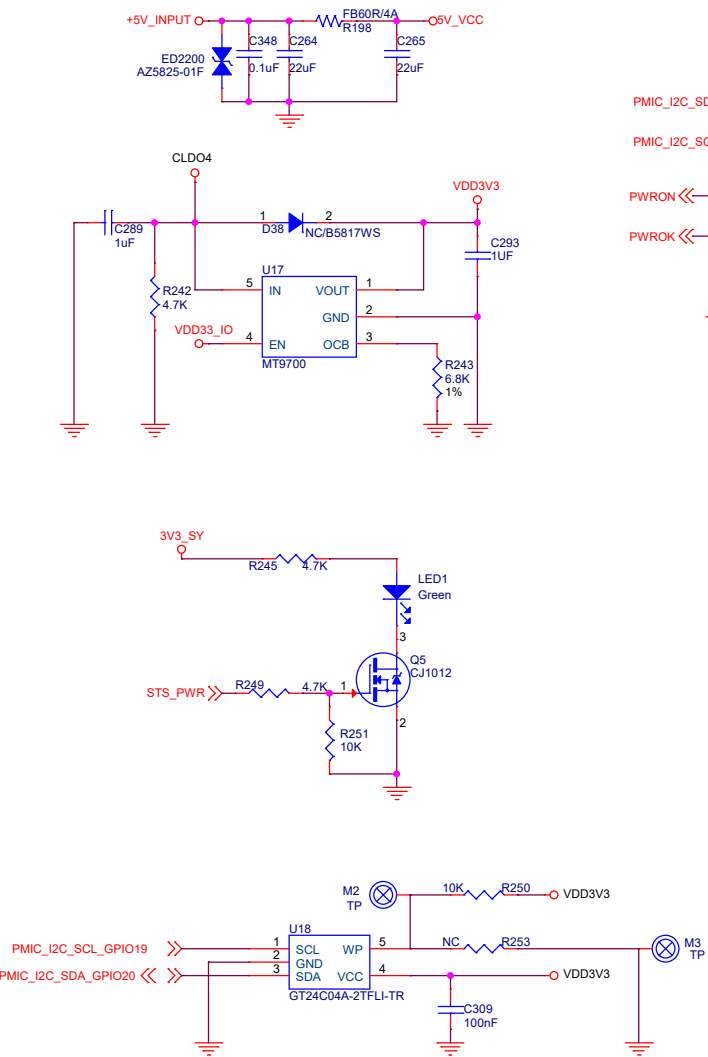 +5V_INPUT
FB60R/4A
R198
5V_VCC
ED2200
AZ5825-01F
C348
0.1uF
C264
22uF
C265
22uF
PMIC_I2C_SD
PMIC_I2C_SC
PWRON
PWROK
CLDO4
VDD3V3
C289
1uF
1
D38
2
NC/B5817WS
C293
1UF
R242
4.7K
U17
5
IN
VOUT
1
GND
2
VDD33_IO
4
EN
OCB
3
MT9700
R243
6.8K
1%
3V3_SY
R245
4.7K
LED1
Green
3
Q5
CJ1012
STS_PWR
R249
4.7K
1
2
R251
10K
M2
TP
10K
R250
VDD3V3
U18
PMIC_I2C_SCL_GPIO19
1
SCL
WP
5
NC
R253
M3
TP
2
GND
PMIC_I2C_SDA_GPIO20
3
SDA
VCC
4
VDD3V3
GT24C04A-2TFLI-TR
C309
100nF